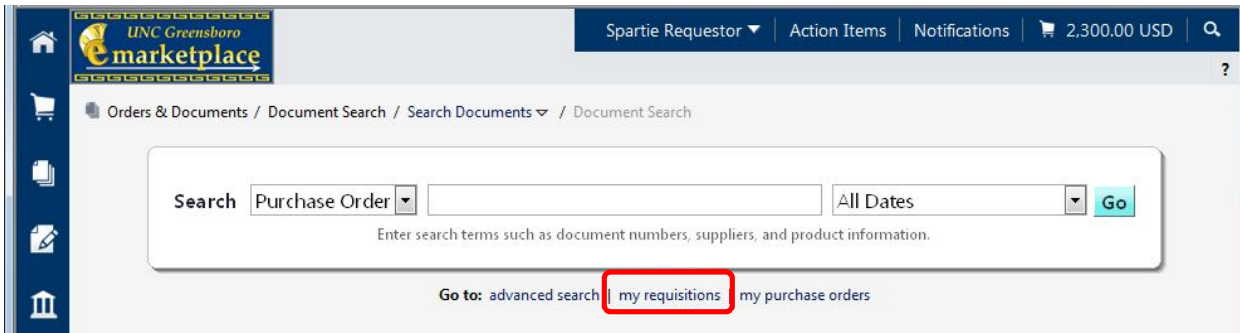 UNC Greensboro
emarketplace
Spartie Requestor ▼ | Action Items | Notifications | 2,300.00 USD
?
Orders & Documents / Document Search / Search Documents ▽ / Document Search
Search Purchase Order All Dates Go
Enter search terms such as document numbers, suppliers, and product information.
Go to: advanced search | my requisitions | my purchase orders